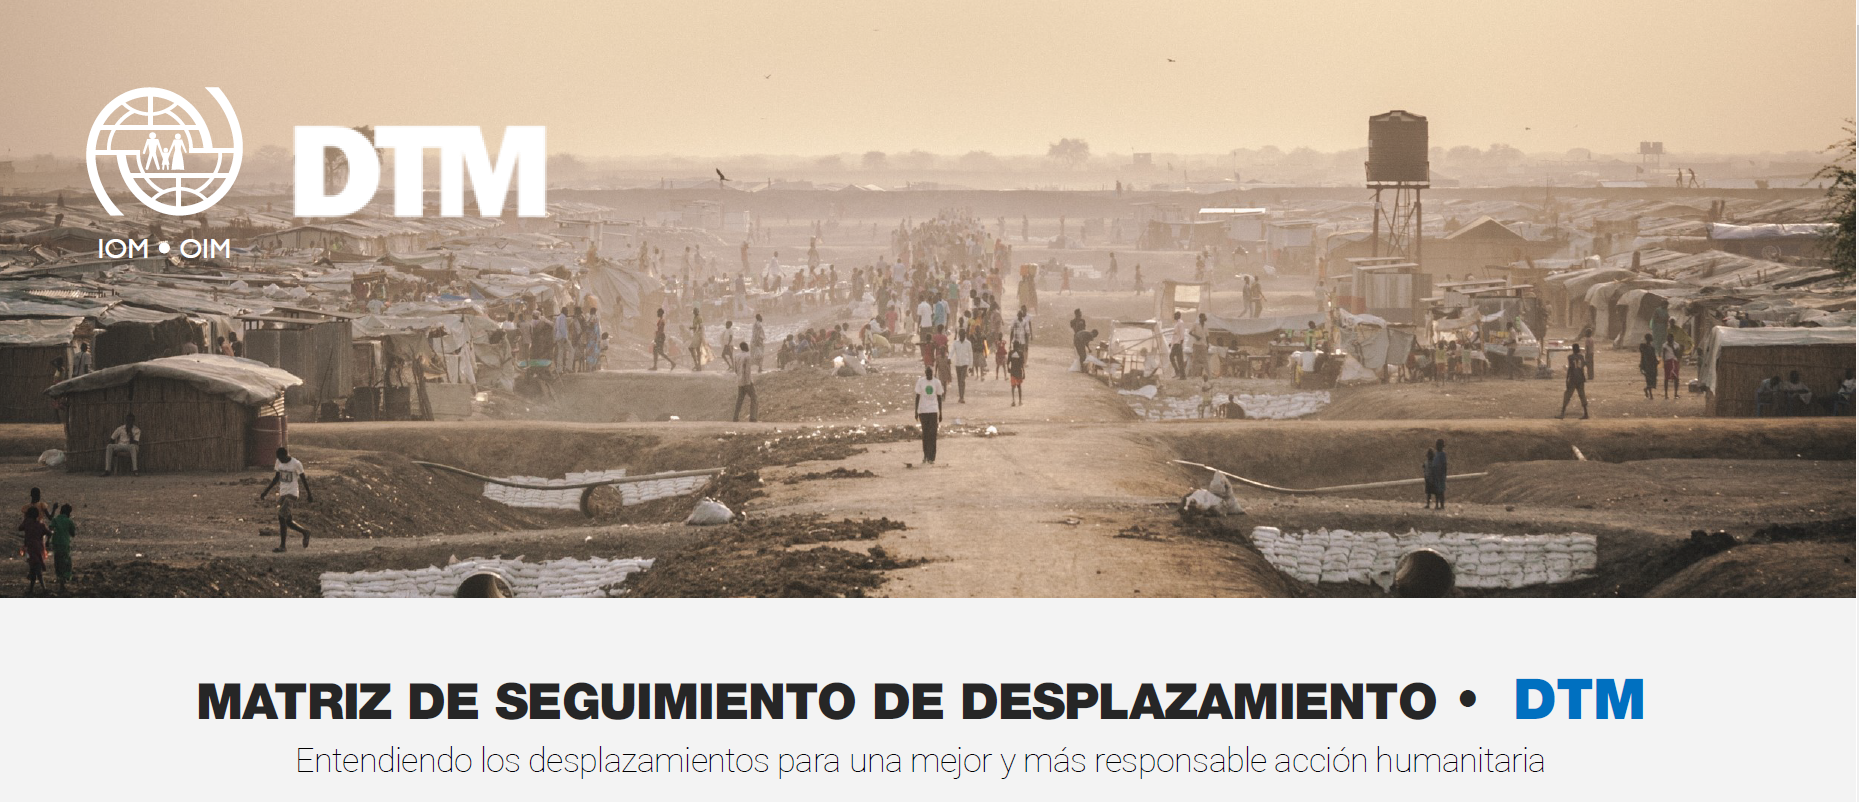 IOM • OIM
DTM
MATRIZ DE SEGUIMIENTO DE DESPLAZAMIENTO • DTM
Entendiendo los desplazamientos para una mejor y más responsable acción humanitaria